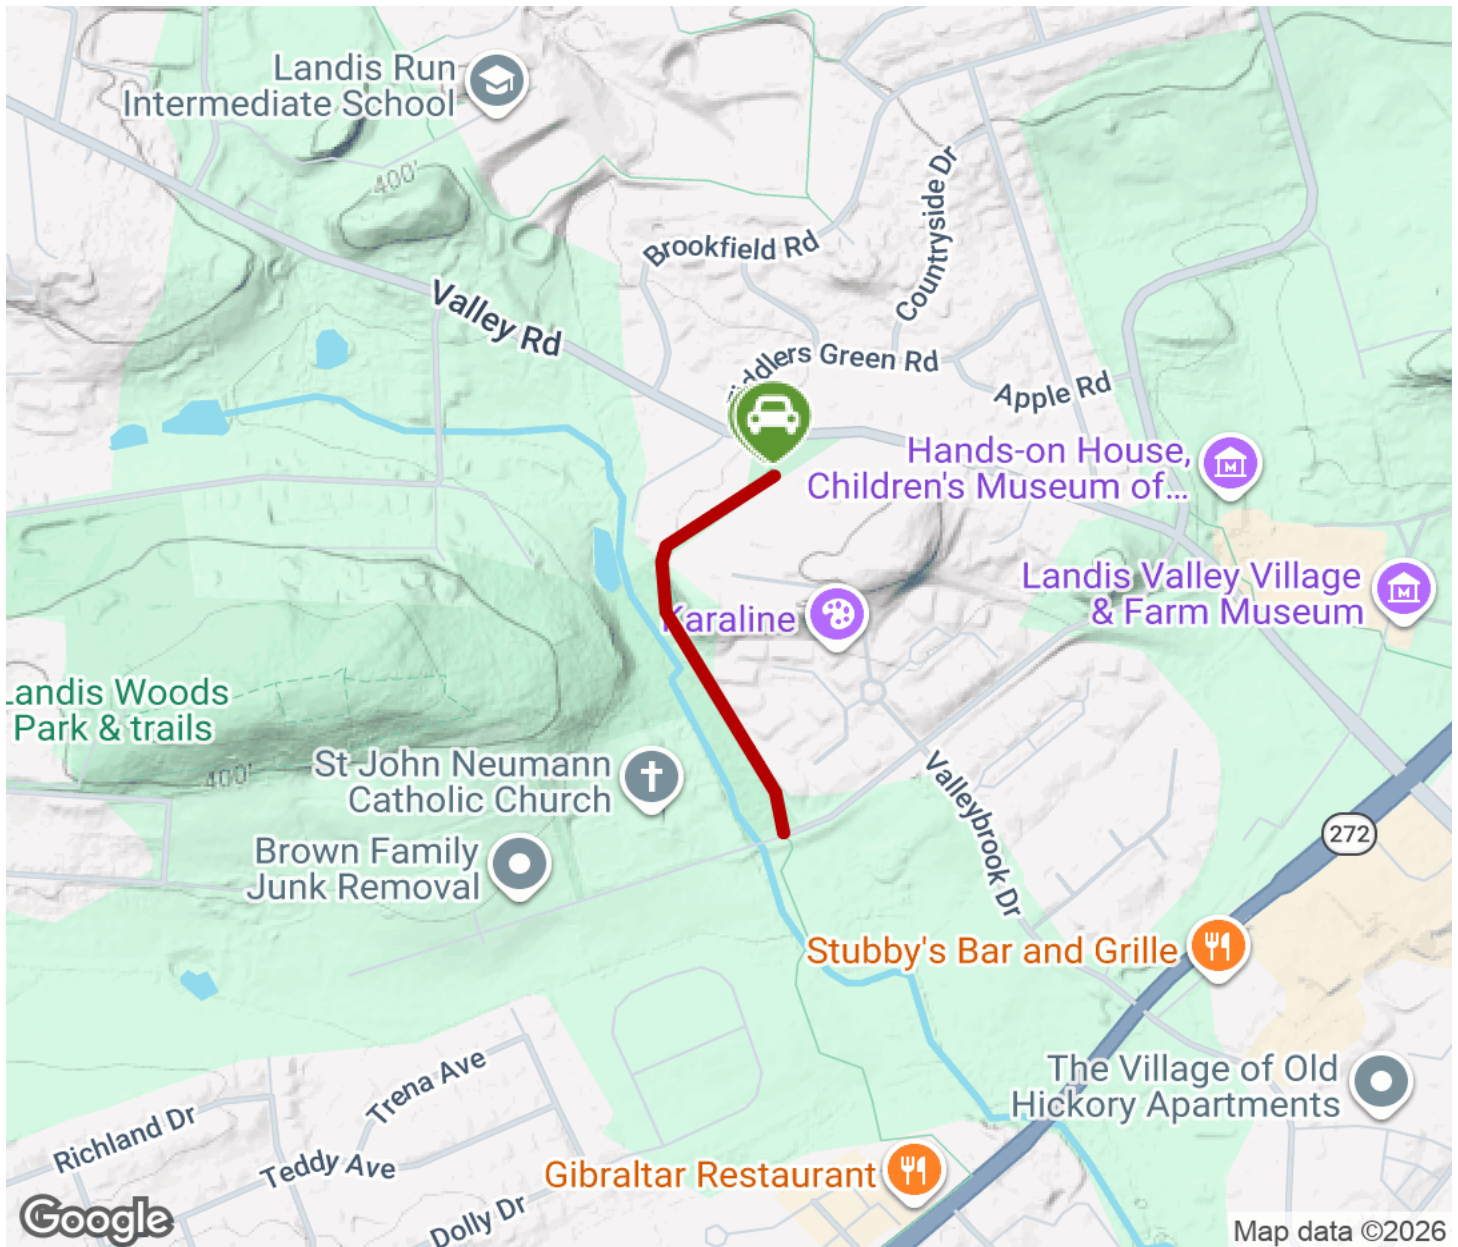 Landis Run
Intermediate School
400'
Countryside Dr
Brookfield Rd
Valley Rd
Fiddlers Green Rd
Apple Rd
Hands-on House,
Children's Museum of...
Landis Valley Village
& Farm Museum
Karaline
Landis Woods
Park & trails
400'
St John Neumann
Catholic Church
Valleybrook Dr
272
Brown Family
Junk Removal
Stubby's Bar and Grille
The Village of Old
Hickory Apartments
Trena Ave
Richland Dr
Teddy Ave
Gibraltar Restaurant
Dolly Dr
Google
Map data ©2026